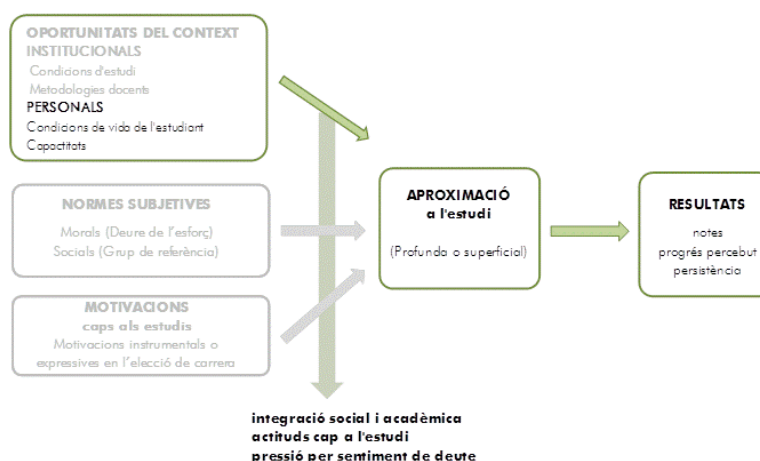 OPORTUNITATS DEL CONTEXT
INSTITUCIONALS
Condicions d'estudi
Metodologies docents
PERSONALS
Condicions de vida de l'estudiant
Capactitats
NORMES SUBJETIVES
Morals (Deure de l'esforç)
Socials (Grup de referència)
MOTIVACIONS
caps als estudis
Motivacions instrumentals o
expressives en l'elecció de carrera
APROXIMACIÓ
a l'estudi
(Profunda o superficial)
RESULTATS
notes
progrés percebut
persistència
integració social i acadèmica
actituds cap a l'estudi
pressió per sentiment de deute